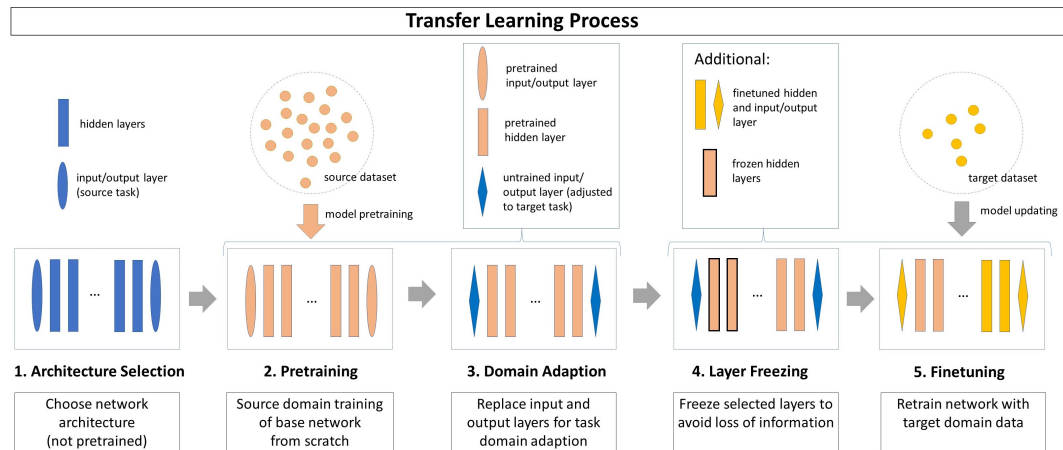 Transfer Learning Process
hidden layers
input/output layer
(source task)
source dataset
model pretraining
pretrained
input/output layer
pretrained
hidden layer
untrained input/
output layer (adjusted
to target task)
Additional:
finetuned hidden
and input/output
layer
frozen hidden
layers
target dataset
model updating
...
...
...
...
...
1. Architecture Selection
2. Pretraining
3. Domain Adaption
4. Layer Freezing
5. Finetuning
Choose network
architecture
(not pretrained)
Source domain training
of base network
from scratch
Replace input and
output layers for task
domain adaption
Freeze selected layers to
avoid loss of information
Retrain network with
target domain data